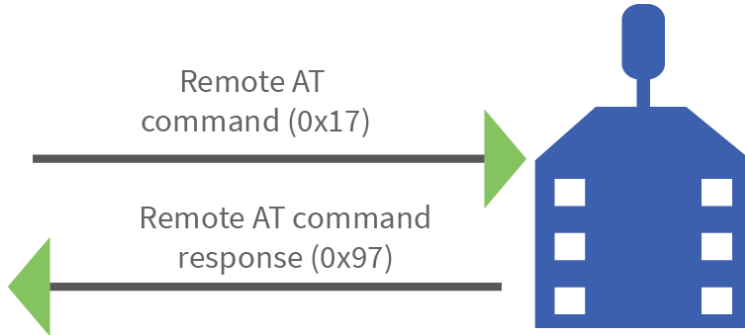 Remote AT
command (0x17)
Remote AT command
response (0x97)